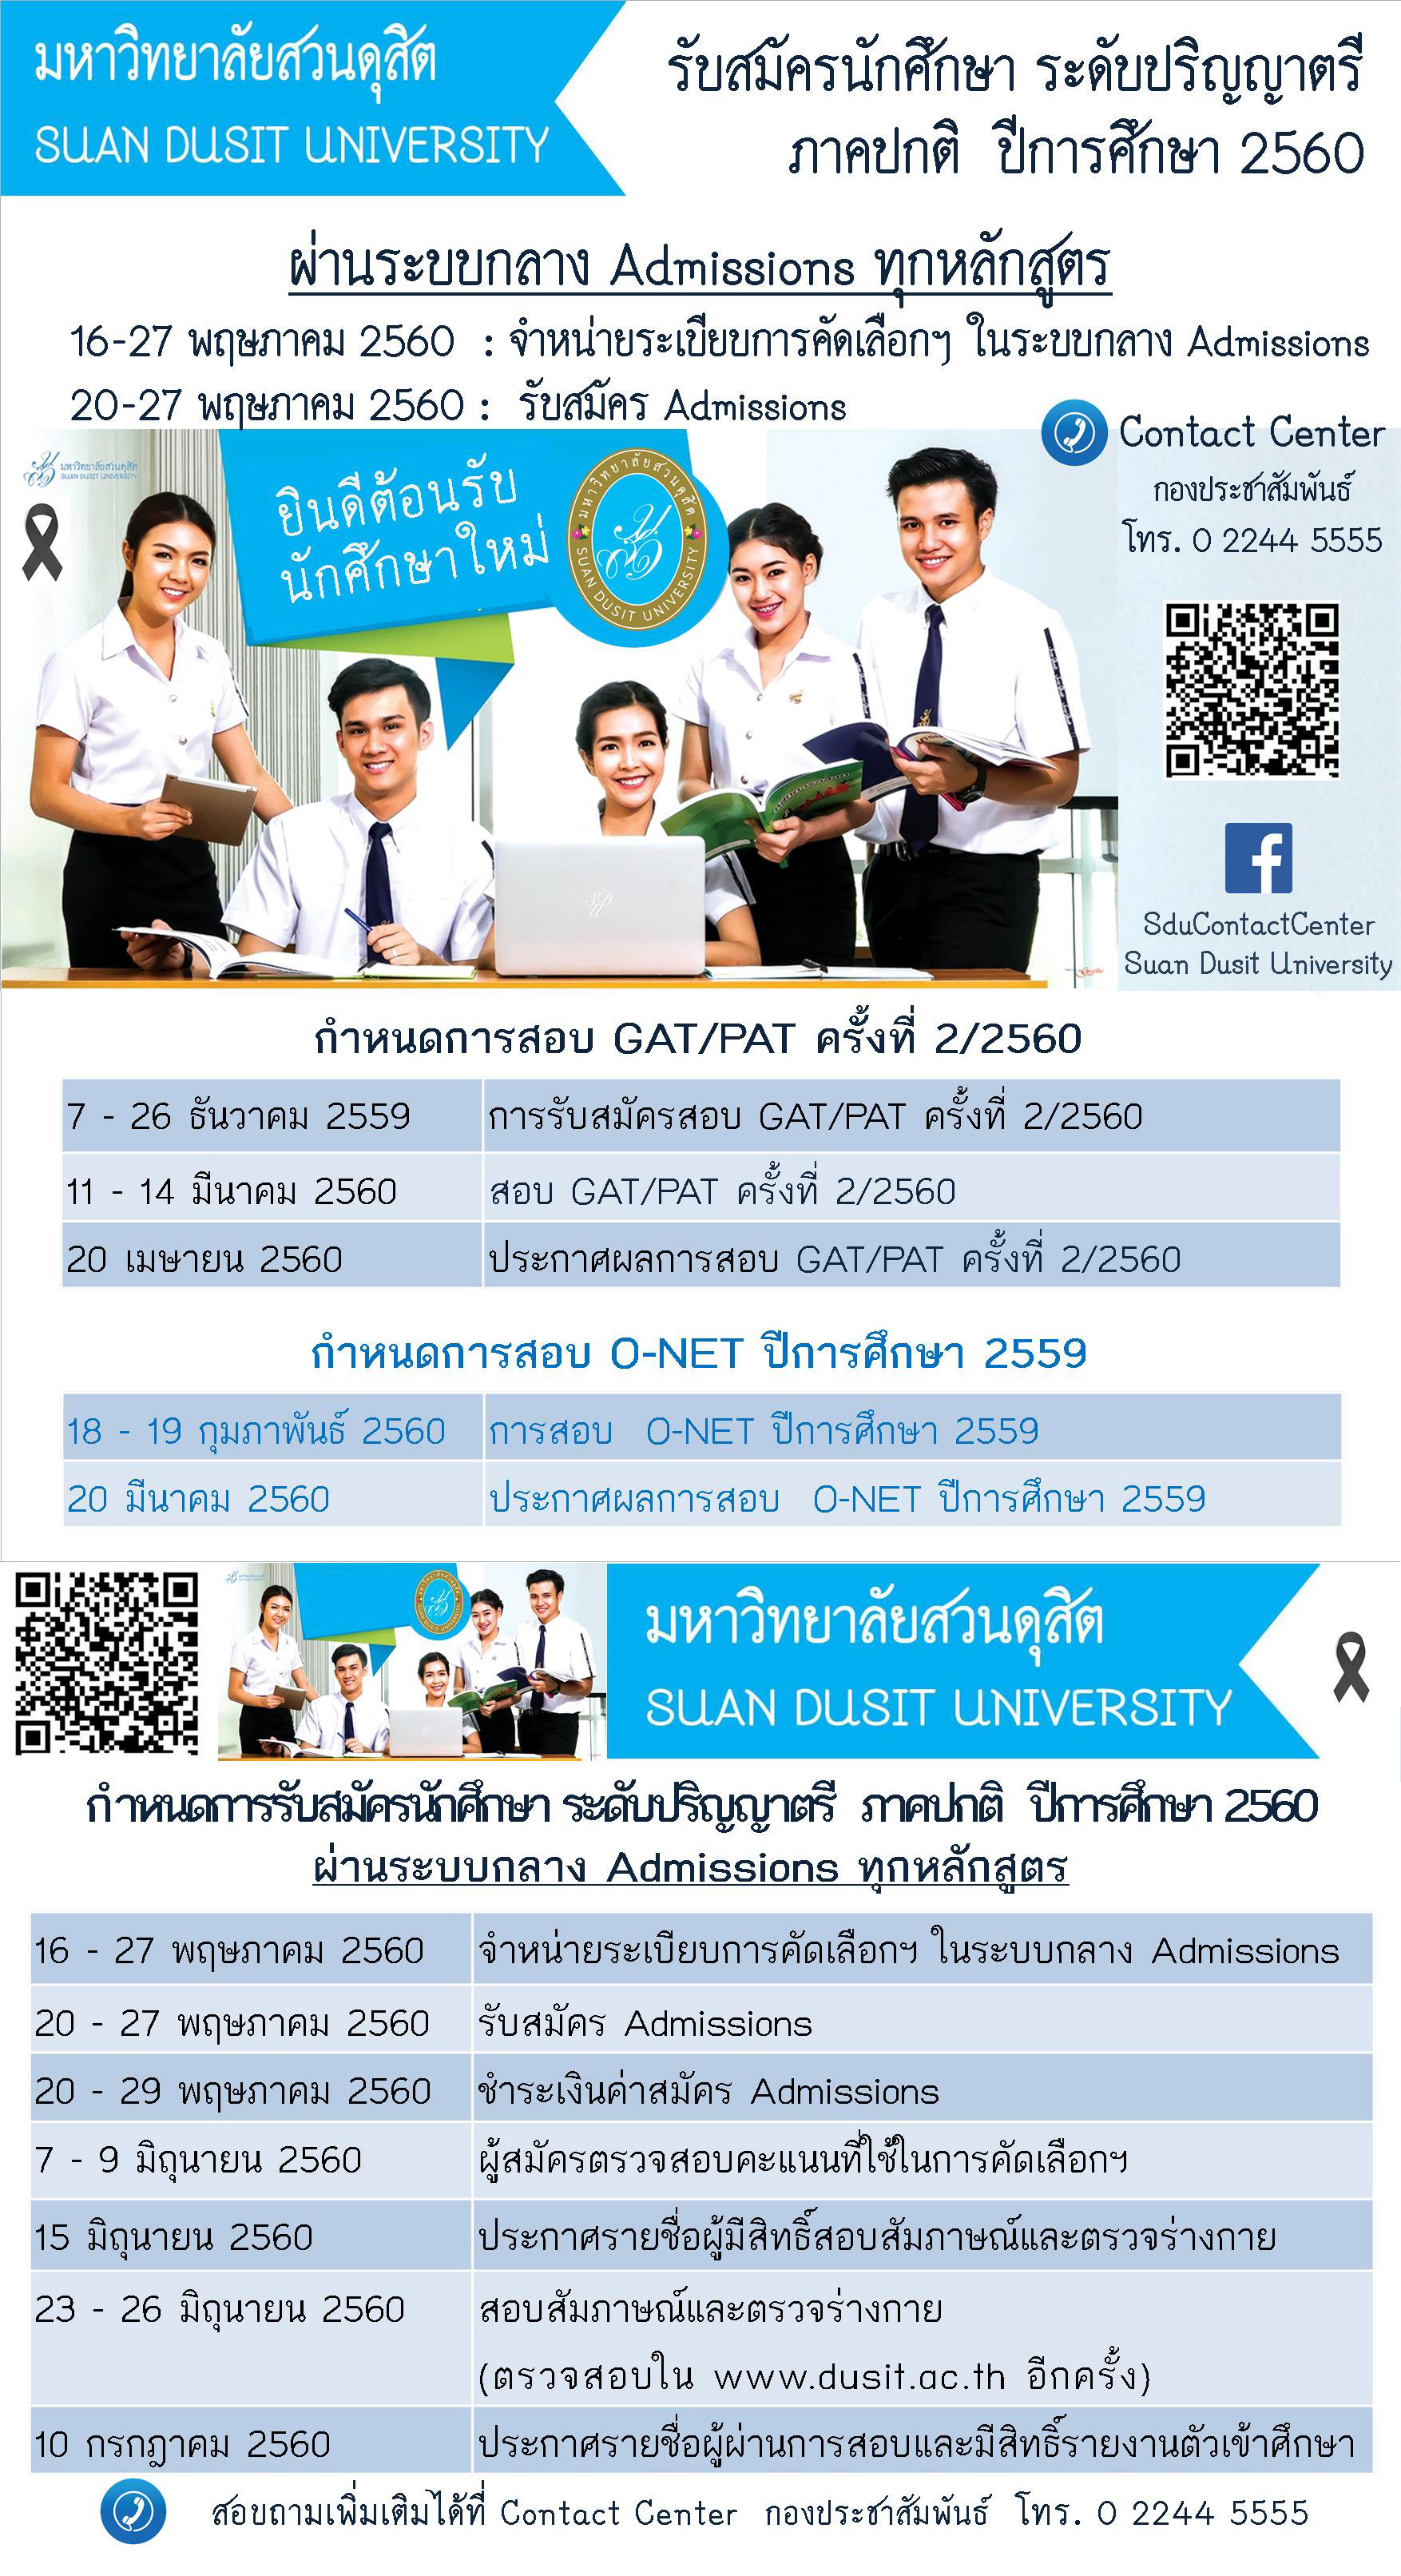 มหาวิทยาลัยสวนดุสิต
SUAN DUSIT UNIVERSITY
รับสมัครนักศึกษา ระดับปริญญาตรี
ภาคปกติ ปีการศึกษา 2560
ผ่านระบบกลาง Admissions ทุกหลักสูตร
16-27 พฤษภาคม 2560 : จำหน่ายระเบียบการคัดเลือกฯ ในระบบกลาง Admissions
20-27 พฤษภาคม 2560 : รับสมัคร Admissions
มหาวิทยาลัยสวนดุสิต
SUAN DUSIT UNIVERSITY
ยินดีต้อนรับ
นักศึกษาใหม่
มหาวิทยาลัยสวนดุสิต
SUAN DUSIT UNIVERSITY
Contact Center
กองประชาสัมพันธ์
โทร. 0 2244 5555
SduContactCenter
Suan Dusit University
กำหนดการสอบ GAT/PAT ครั้งที่ 2/2560
7 - 26 ธันวาคม 2559 การรับสมัครสอบ GAT/PAT ครั้งที่ 2/2560
11 - 14 มีนาคม 2560 สอบ GAT/PAT ครั้งที่ 2/2560
20 เมษายน 2560 ประกาศผลการสอบ GAT/PAT ครั้งที่ 2/2560
กำหนดการสอบ O-NET ปีการศึกษา 2559
18 - 19 กุมภาพันธ์ 2560 การสอบ O-NET ปีการศึกษา 2559
20 มีนาคม 2560 ประกาศผลการสอบ O-NET ปีการศึกษา 2559
มหาวิทยาลัยสวนดุสิต
SUAN DUSIT UNIVERSITY
กำหนดการรับสมัครนักศึกษา ระดับปริญญาตรี ภาคปกติ ปีการศึกษา 2560
ผ่านระบบกลาง Admissions ทุกหลักสูตร
16 - 27 พฤษภาคม 2560 จำหน่ายระเบียบการคัดเลือกฯ ในระบบกลาง Admissions
20 - 27 พฤษภาคม 2560 รับสมัคร Admissions
20 - 29 พฤษภาคม 2560 ชำระเงินค่าสมัคร Admissions
7 - 9 มิถุนายน 2560 ผู้สมัครตรวจสอบคะแนนที่ใช้ในการคัดเลือกฯ
15 มิถุนายน 2560 ประกาศรายชื่อผู้มีสิทธิ์สอบสัมภาษณ์และตรวจร่างกาย
23 - 26 มิถุนายน 2560 สอบสัมภาษณ์และตรวจร่างกาย
(ตรวจสอบใน www.dusit.ac.th อีกครั้ง)
10 กรกฎาคม 2560 ประกาศรายชื่อผู้ผ่านการสอบและมีสิทธิ์รายงานตัวเข้าศึกษา
สอบถามเพิ่มเติมได้ที่ Contact Center กองประชาสัมพันธ์ โทร. 0 2244 5555